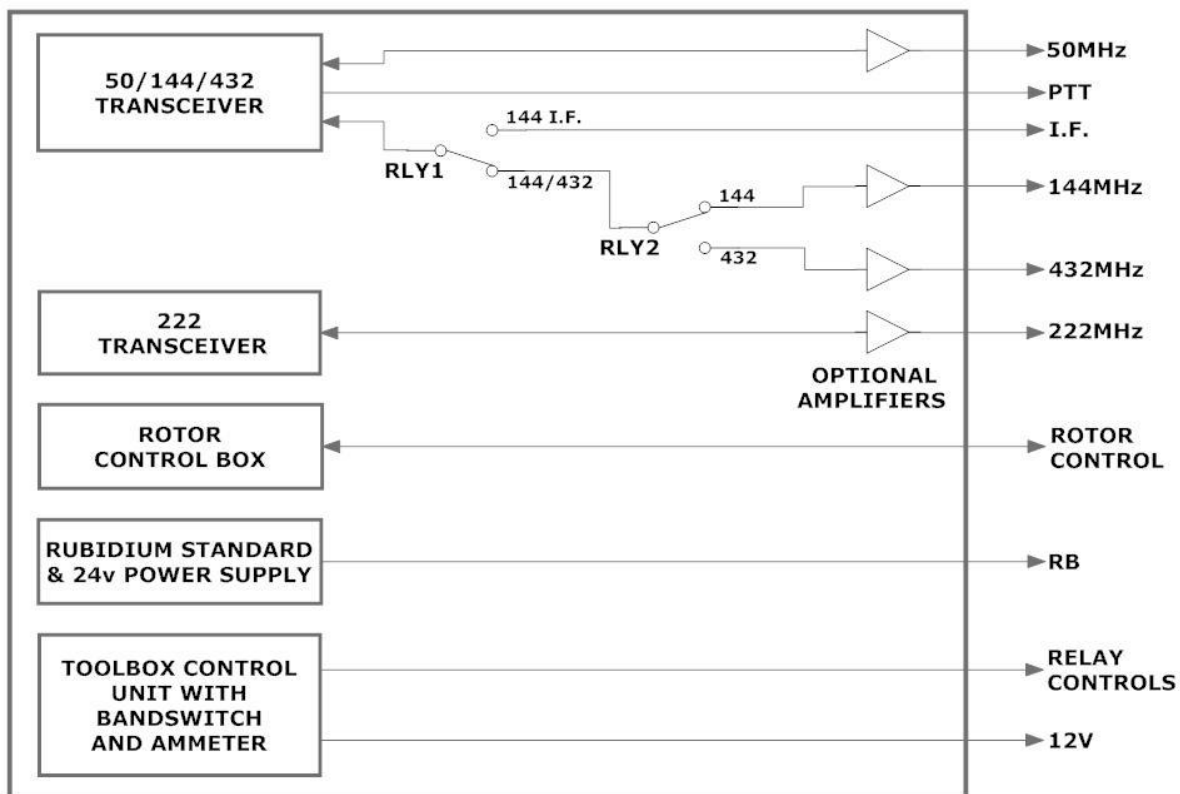 50/144/432
TRANSCEIVER
50MHz
PTT
144 I.F.
I.F.
RLY1
144/432
144
144MHz
RLY2
432
432MHz
222
TRANSCEIVER
222MHz
OPTIONAL
AMPLIFIERS
ROTOR
CONTROL BOX
ROTOR
CONTROL
RUBIDIUM STANDARD
& 24v POWER SUPPLY
RB
TOOLBOX CONTROL
UNIT WITH
BANDSWITCH
AND AMMETER
RELAY
CONTROLS
12V